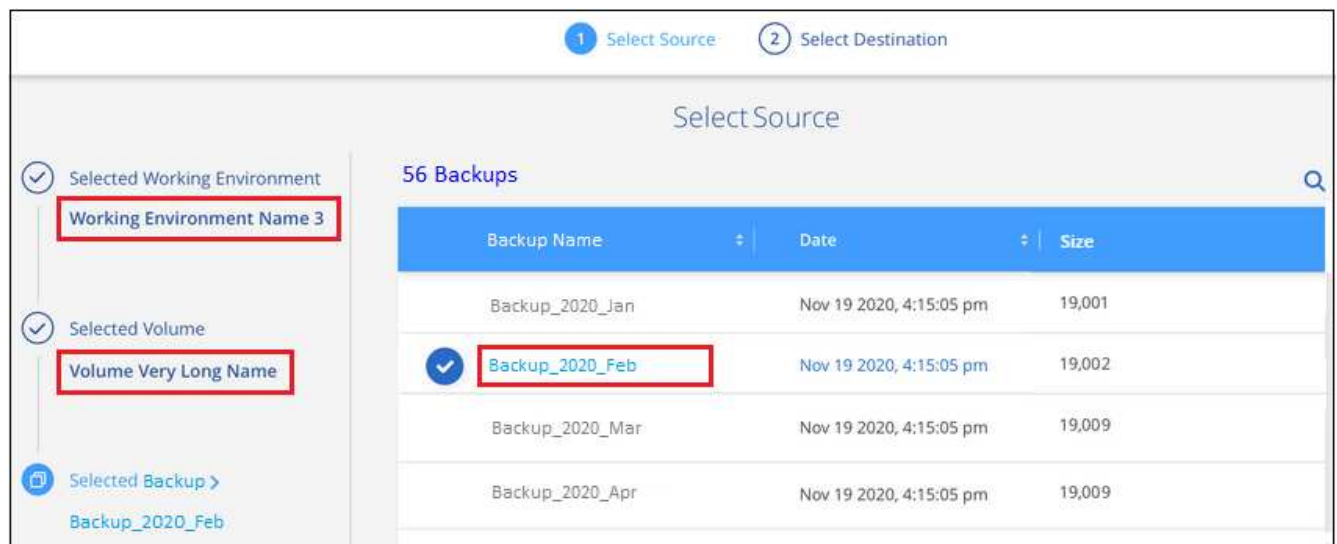 1 Select Source 2 Select Destination
Select Source
Selected Working Environment
Working Environment Name 3
Selected Volume
Volume Very Long Name
Selected Backup >
Backup_2020_Feb
56 Backups
Backup Name Date Size
Backup_2020_Jan Nov 19 2020, 4:15:05 pm 19,001
Backup_2020_Feb Nov 19 2020, 4:15:05 pm 19,002
Backup_2020_Mar Nov 19 2020, 4:15:05 pm 19,009
Backup_2020_Apr Nov 19 2020, 4:15:05 pm 19,009